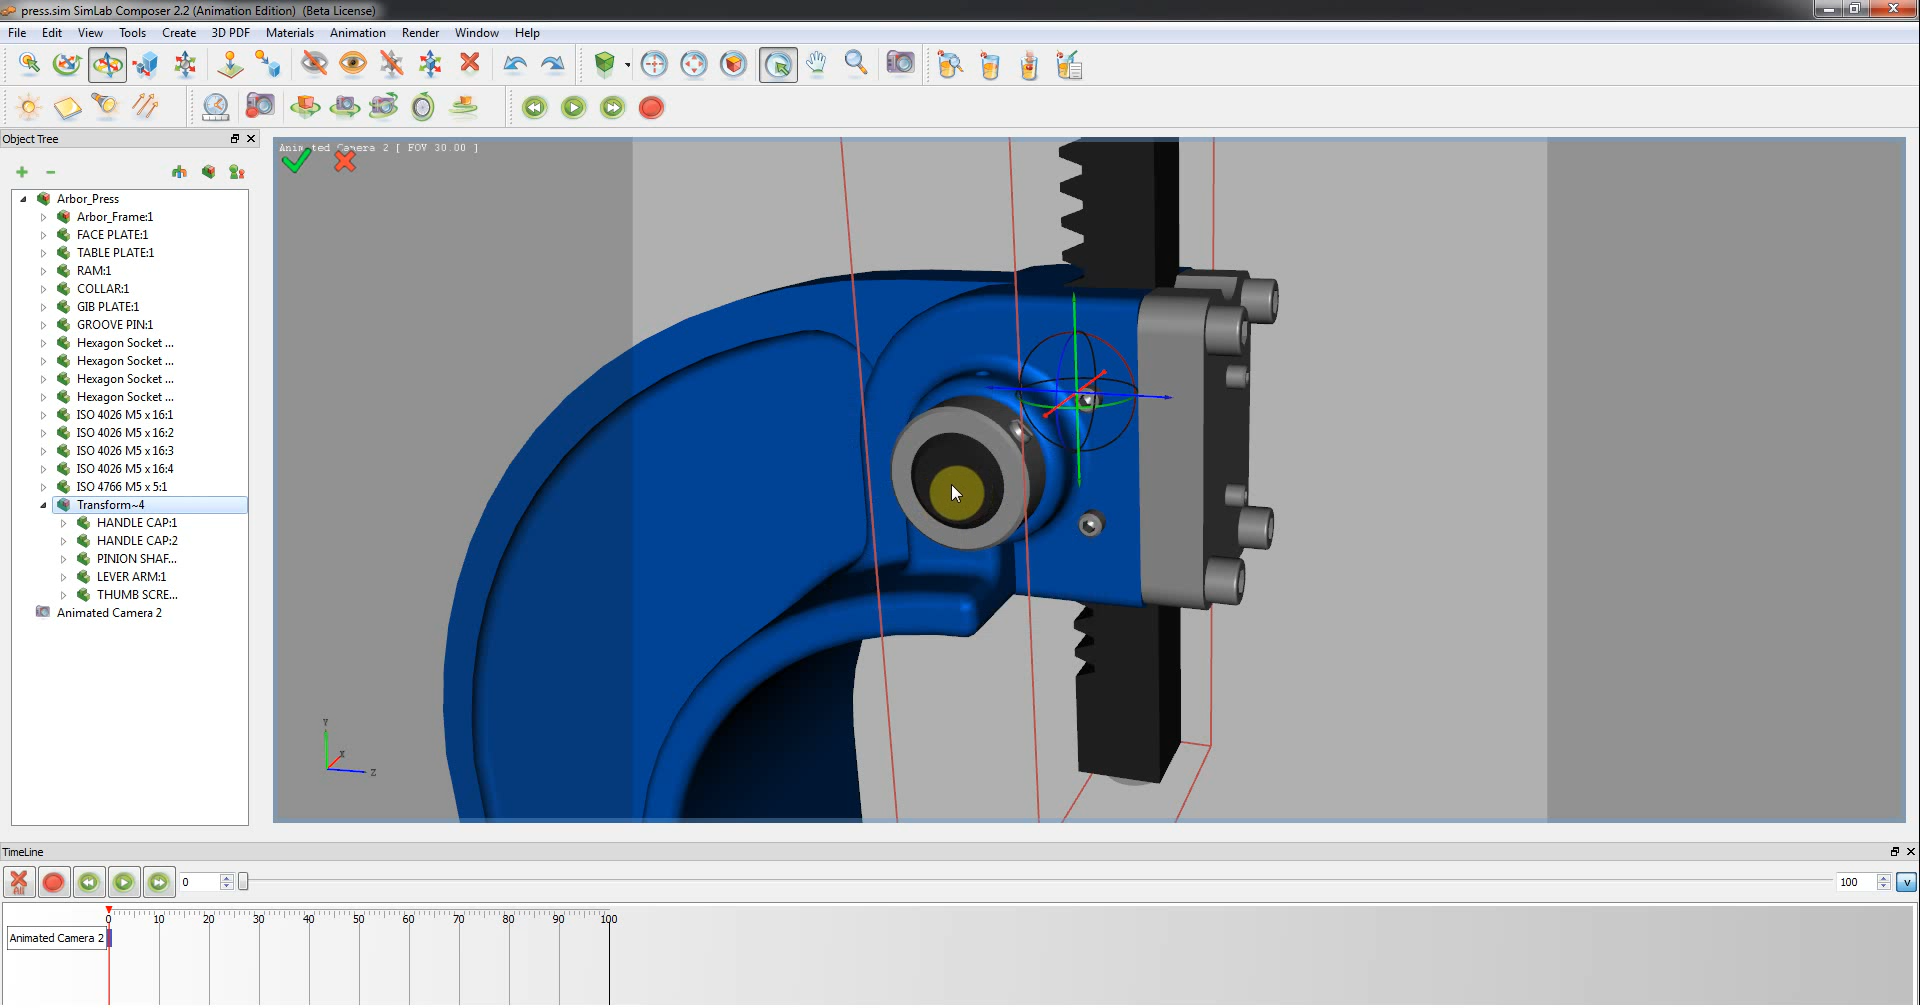 press.sim SimLab Composer 2.2 (Animation Edition) (Beta License)
File Edit View Tools Create 3D PDF Materials Animation Render Window Help
Object Tree
Animated Camera 2 [ FOV 30.00 ]
Arbor_Press
Arbor_Frame:1
FACE PLATE:1
TABLE PLATE:1
RAM:1
COLLAR:1
GIB PLATE:1
GROOVE PIN:1
Hexagon Socket ...
Hexagon Socket ...
Hexagon Socket ...
Hexagon Socket ...
ISO 4026 M5 x 16:1
ISO 4026 M5 x 16:2
ISO 4026 M5 x 16:3
ISO 4026 M5 x 16:4
ISO 4766 M5 x 5:1
Transform~4
HANDLE CAP:1
HANDLE CAP:2
PINION SHAF...
LEVER ARM:1
THUMB SCRE...
Animated Camera 2
Y
X
Z
TimeLine
All
0
100
v
0 10 20 30 40 50 60 70 80 90 100
Animated Camera 2